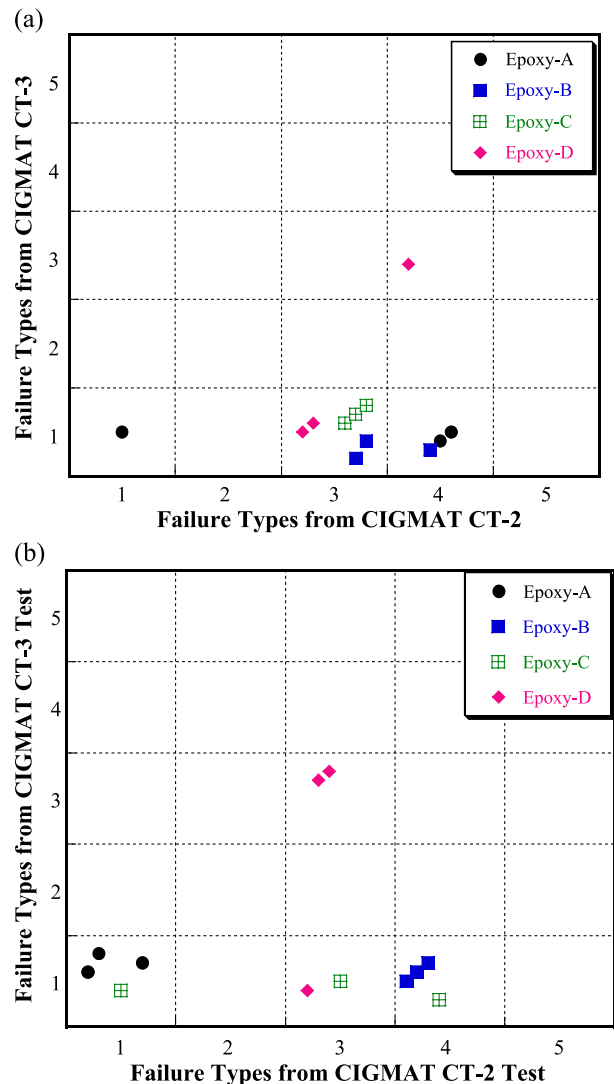 (a)
Failure Types from CIGMAT CT-3
5
4
3
2
1
Epoxy-A
Epoxy-B
Epoxy-C
Epoxy-D
1 2 3 4 5
Failure Types from CIGMAT CT-2
(b)
Failure Types from CIGMAT CT-3 Test
5
4
3
2
1
Epoxy-A
Epoxy-B
Epoxy-C
Epoxy-D
1 2 3 4 5
Failure Types from CIGMAT CT-2 Test